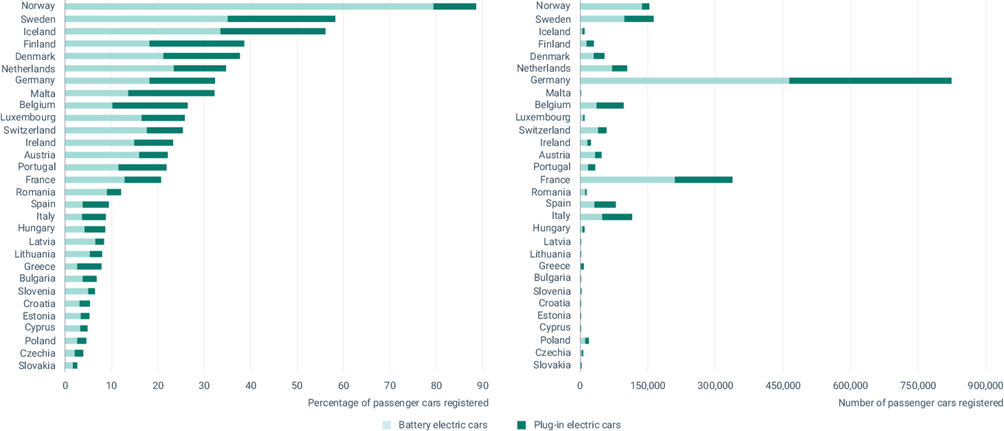 Norway
Sweden
Iceland
Finland
Denmark
Netherlands
Germany
Malta
Belgium
Luxembourg
Switzerland
Ireland
Austria
Portugal
France
Romania
Spain
Italy
Hungary
Latvia
Lithuania
Greece
Bulgaria
Slovenia
Croatia
Estonia
Cyprus
Poland
Czechia
Slovakia
0 10 20 30 40 50 60 70 80 90
Percentage of passenger cars registered
Norway
Sweden
Iceland
Finland
Denmark
Netherlands
Germany
Malta
Belgium
Luxembourg
Switzerland
Ireland
Austria
Portugal
France
Romania
Spain
Italy
Hungary
Latvia
Lithuania
Greece
Bulgaria
Slovenia
Croatia
Estonia
Cyprus
Poland
Czechia
Slovakia
0 150,000 300,000 450,000 600,000 750,000 900,000
Number of passenger cars registered
Battery electric cars Plug-in electric cars